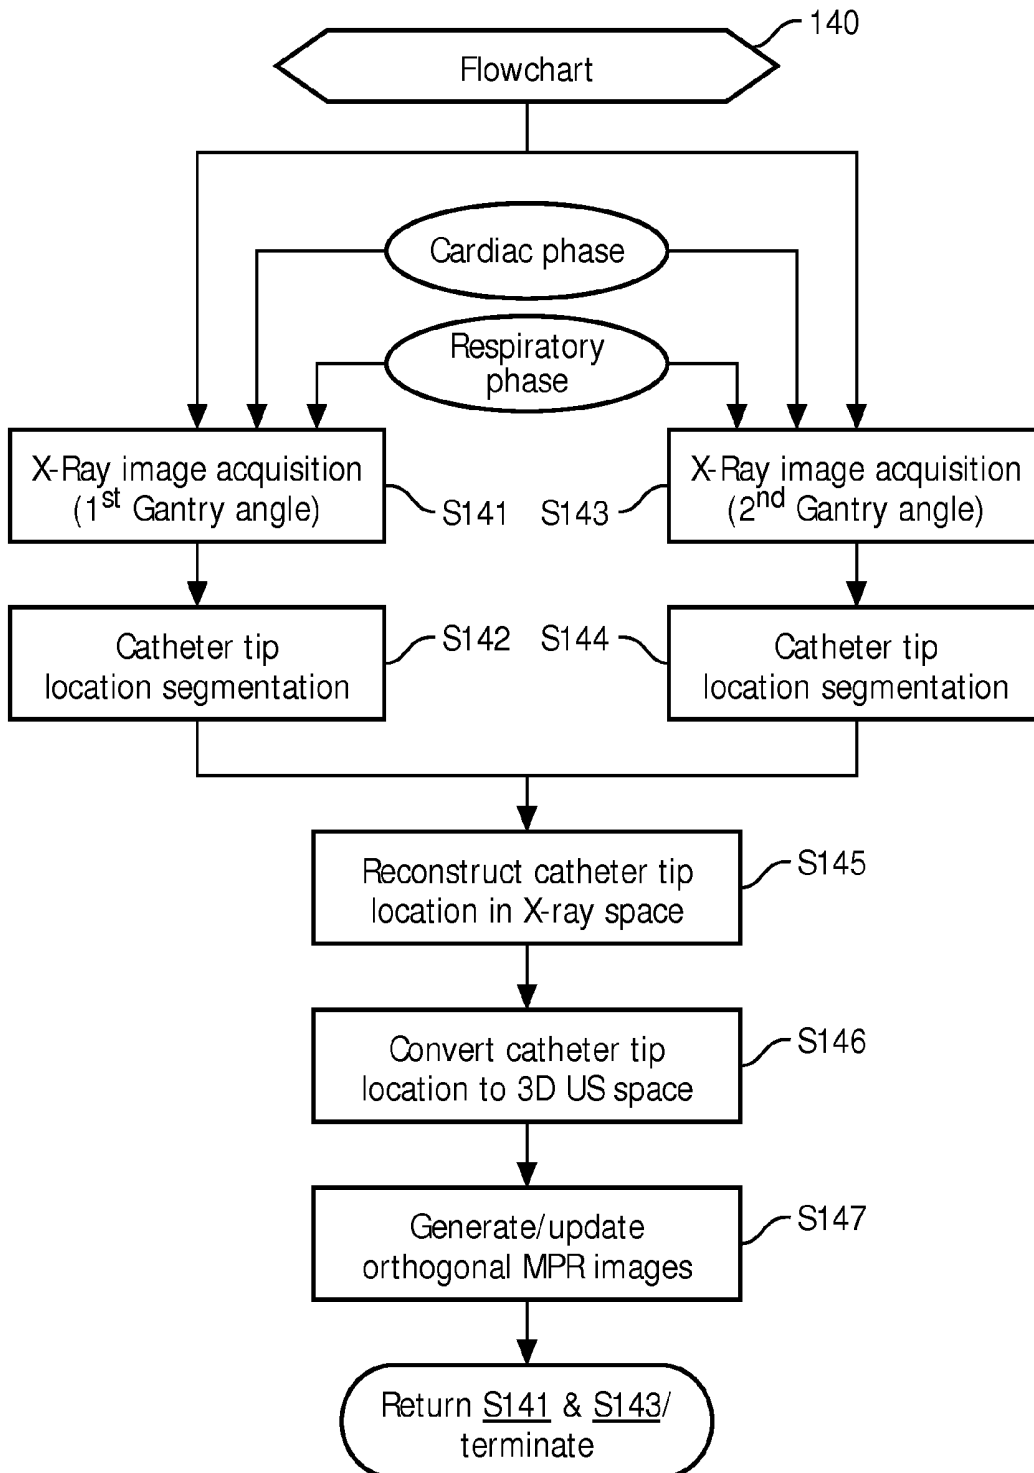 140
Flowchart
Cardiac phase
Respiratory
phase
X-Ray image acquisition
(1st Gantry angle)
S141
S143
X-Ray image acquisition
(2nd Gantry angle)
Catheter tip
location segmentation
S142
S144
Catheter tip
location segmentation
Reconstruct catheter tip
location in X-ray space
S145
Convert catheter tip
location to 3D US space
S146
Generate/update
orthogonal MPR images
S147
Return S141 & S143/
terminate